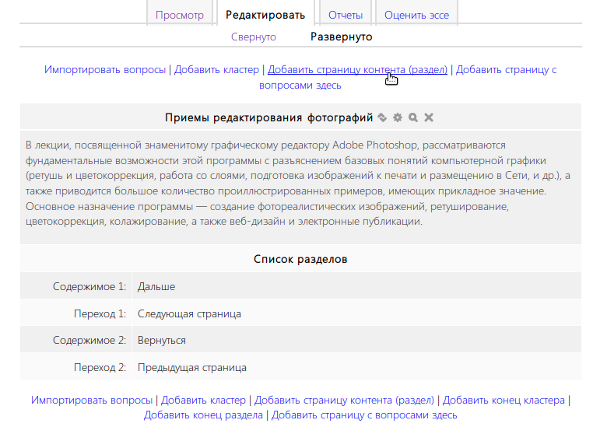 Просмотр Редактировать Отчеты Оценить эссе
Свернуто Развернуто
Импортировать вопросы | Добавить кластер | Добавить страницу контента (раздел) | Добавить страницу с
вопросами здесь
Приемы редактирования фотографий
В лекции, посвященной знаменитому графическому редактору Adobe Photoshop, рассматриваются
фундаментальные возможности этой программы с разъяснением базовых понятий компьютерной графики
(ретушь и цветокоррекция, работа со слоями, подготовка изображений к печати и размещению в Сети, и др.), а
также приводится большое количество проиллюстрированных примеров, имеющих прикладное значение.
Основное назначение программы — создание фотореалистических изображений, ретуширование,
цветокоррекция, колажирование, а также веб-дизайн и электронные публикации.
Список разделов
Содержимое 1: Дальше
Переход 1: Следующая страница
Содержимое 2: Вернуться
Переход 2: Предыдущая страница
Импортировать вопросы | Добавить кластер | Добавить страницу контента (раздел) | Добавить конец кластера |
Добавить конец раздела | Добавить страницу с вопросами здесь